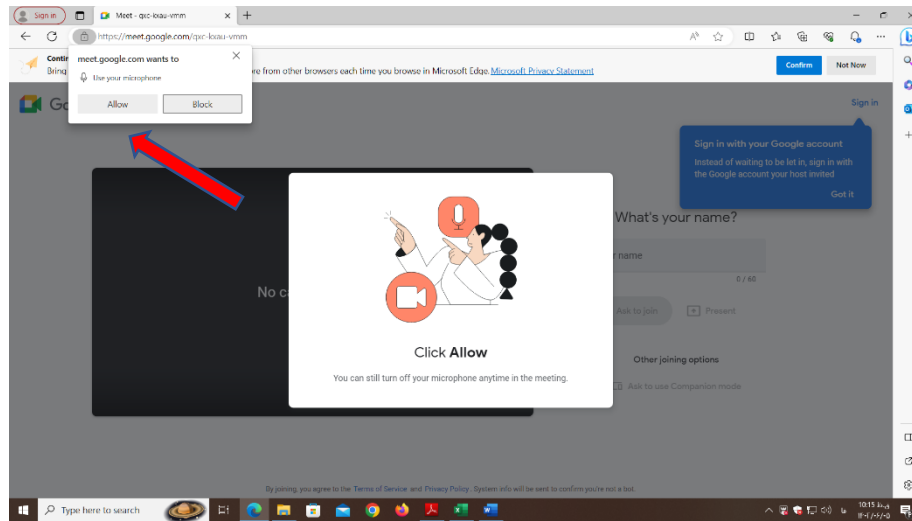 Sign in
Meet - qxc-kxau-vmm
https://meet.google.com/qxc-kxau-vmm
Bring
re from other browsers each time you browse in Microsoft Edge. Microsoft Privacy Statement
Confirm
Not Now
meet.google.com wants to
Use your microphone
Allow
Block
Sign in
Sign in with your Google account
Instead of waiting to be let in, sign in with
the Google account your host invited
Got it
What's your name?
name
0 / 60
No c
Ask to join
Present
Click Allow
You can still turn off your microphone anytime in the meeting.
Other joining options
Ask to use Companion mode
By joining, you agree to the Terms of Service and Privacy Policy. System info will be sent to confirm you're not a bot.
Type here to search
10:15